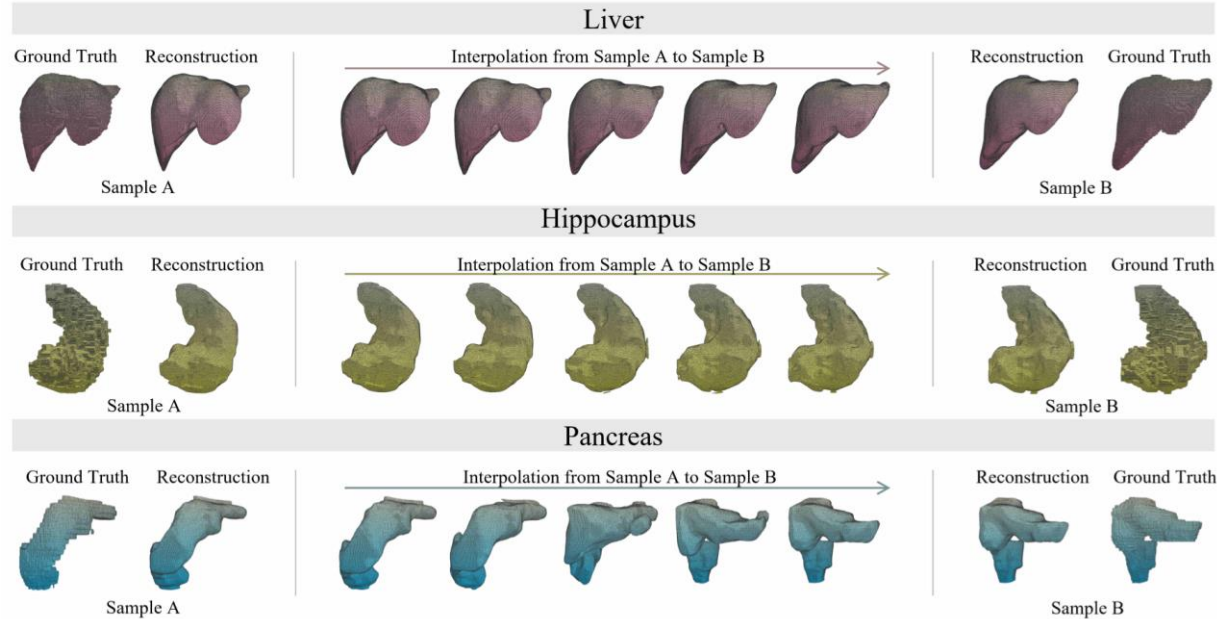 Liver
Ground Truth Reconstruction Interpolation from Sample A to Sample B Reconstruction Ground Truth
Sample A Sample B
Hippocampus
Ground Truth Reconstruction Interpolation from Sample A to Sample B Reconstruction Ground Truth
Sample A Sample B
Pancreas
Ground Truth Reconstruction Interpolation from Sample A to Sample B Reconstruction Ground Truth
Sample A Sample B